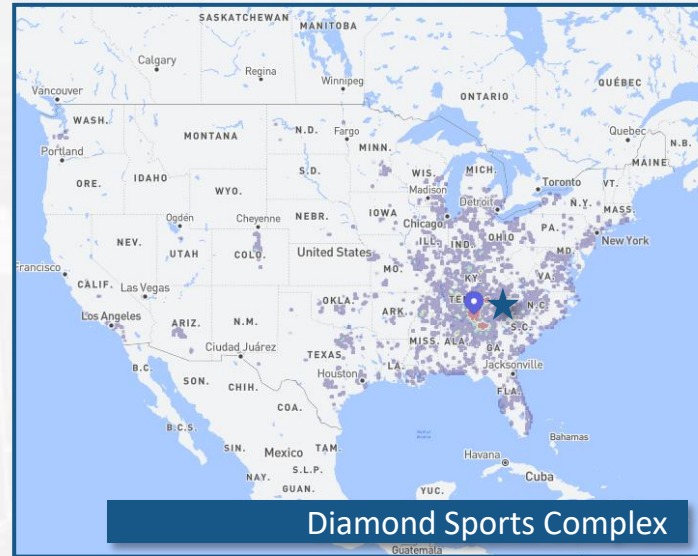 SASKATCHEWAN
MANITOBA
Calgary
Regina
Winnipeg
Vancouver
ONTARIO
QUÉBEC
WASH.
MONTANA
N.D.
Fargo
Quebec
N.B.
Portland
MINN.
MAINE
ORE.
IDAHO
S.D.
WIS.
MICH.
Toronto
VT.
WYO.
Madison
Detroit
N.Y.
MASS.
Ogden
Cheyenne
NEBR.
IOWA
Chicago
PA.
New York
NEV.
UTAH
COLO.
United States
ILL.
IND.
OHIO
MD.
Francisco
MO.
KY.
VA.
CALIF.
Las Vegas
OKLA.
TE
N.C.
Los Angeles
ARIZ.
N.M.
ARK.
S.C.
Ciudad Juárez
MISS.
ALA
GA.
B.C.
TEXAS
LA.
Jacksonville
SON.
CHIH.
Houston
FLA.
COA.
B.C.S.
Bahamas
SIN.
Mexico
TAM.
Havana
NAY.
S.L.P.
Cuba
GUAN.
YUC.
Diamond Sports Complex
Guatemala